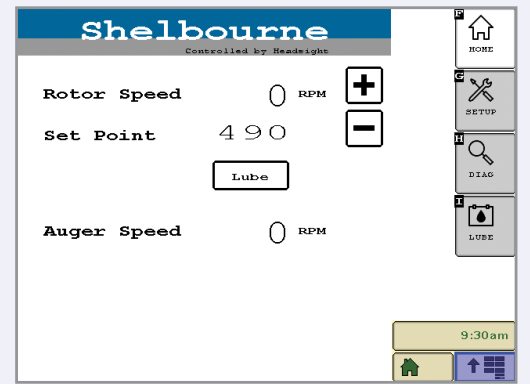 Shelbourne
Controlled by Headsight
Rotor Speed 0 RPM +
Set Point 490 −
Lube
Auger Speed 0 RPM
F
HOME
G
SETUP
H
DIAG
I
LUBE
9:30am